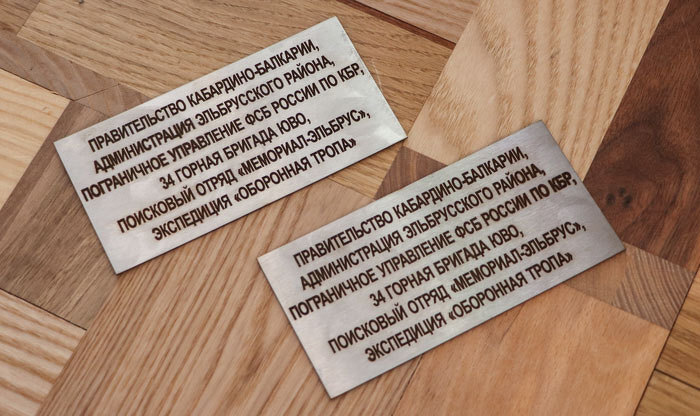 ПРАВИТЕЛЬСТВО КАБАРДИНО-БАЛКАРИИ,
АДМИНИСТРАЦИЯ ЭЛЬБРУССКОГО РАЙОНА,
ПОГРАНИЧНОЕ УПРАВЛЕНИЕ ФСБ РОССИИ ПО КБР,
34 ГОРНАЯ БРИГАДА ЮВО,
ПОИСКОВЫЙ ОТРЯД «МЕМОРИАЛ-ЭЛЬБРУС»,
ЭКСПЕДИЦИЯ «ОБОРОННАЯ ТРОПА»
ПРАВИТЕЛЬСТВО КАБАРДИНО-БАЛКАРИИ,
АДМИНИСТРАЦИЯ ЭЛЬБРУССКОГО РАЙОНА,
ПОГРАНИЧНОЕ УПРАВЛЕНИЕ ФСБ РОССИИ ПО КБР,
34 ГОРНАЯ БРИГАДА ЮВО,
ПОИСКОВЫЙ ОТРЯД «МЕМОРИАЛ-ЭЛЬБРУС»,
ЭКСПЕДИЦИЯ «ОБОРОННАЯ ТРОПА»